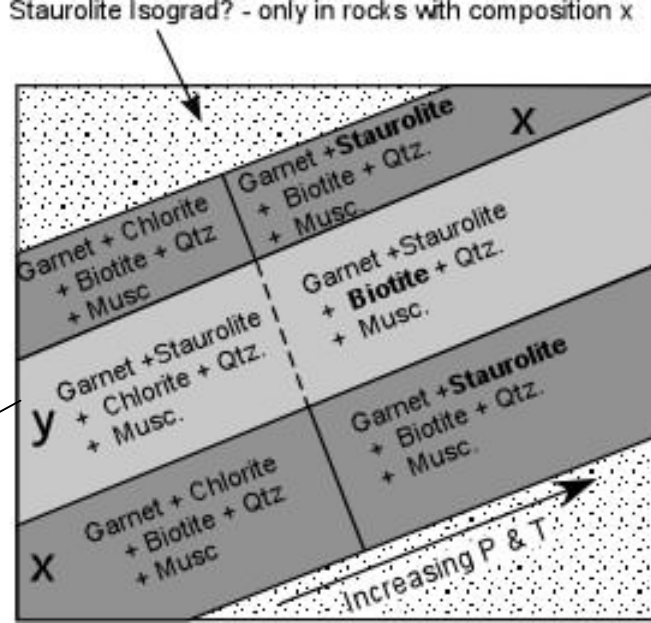 Staurolite Isograd? - only in rocks with composition x
Garnet +Staurolite
+ Biotite + Qtz.
+ Musc.
X
Garnet + Chlorite
+ Biotite + Qtz
+ Musc
Garnet +Staurolite
+ Biotite + Qtz.
+ Musc.
Garnet +Staurolite
+ Chlorite + Qtz.
+ Musc.
y
Garnet +Staurolite
+ Biotite + Qtz.
+ Musc.
Garnet + Chlorite
+ Biotite + Qtz
+ Musc
X
Increasing P & T